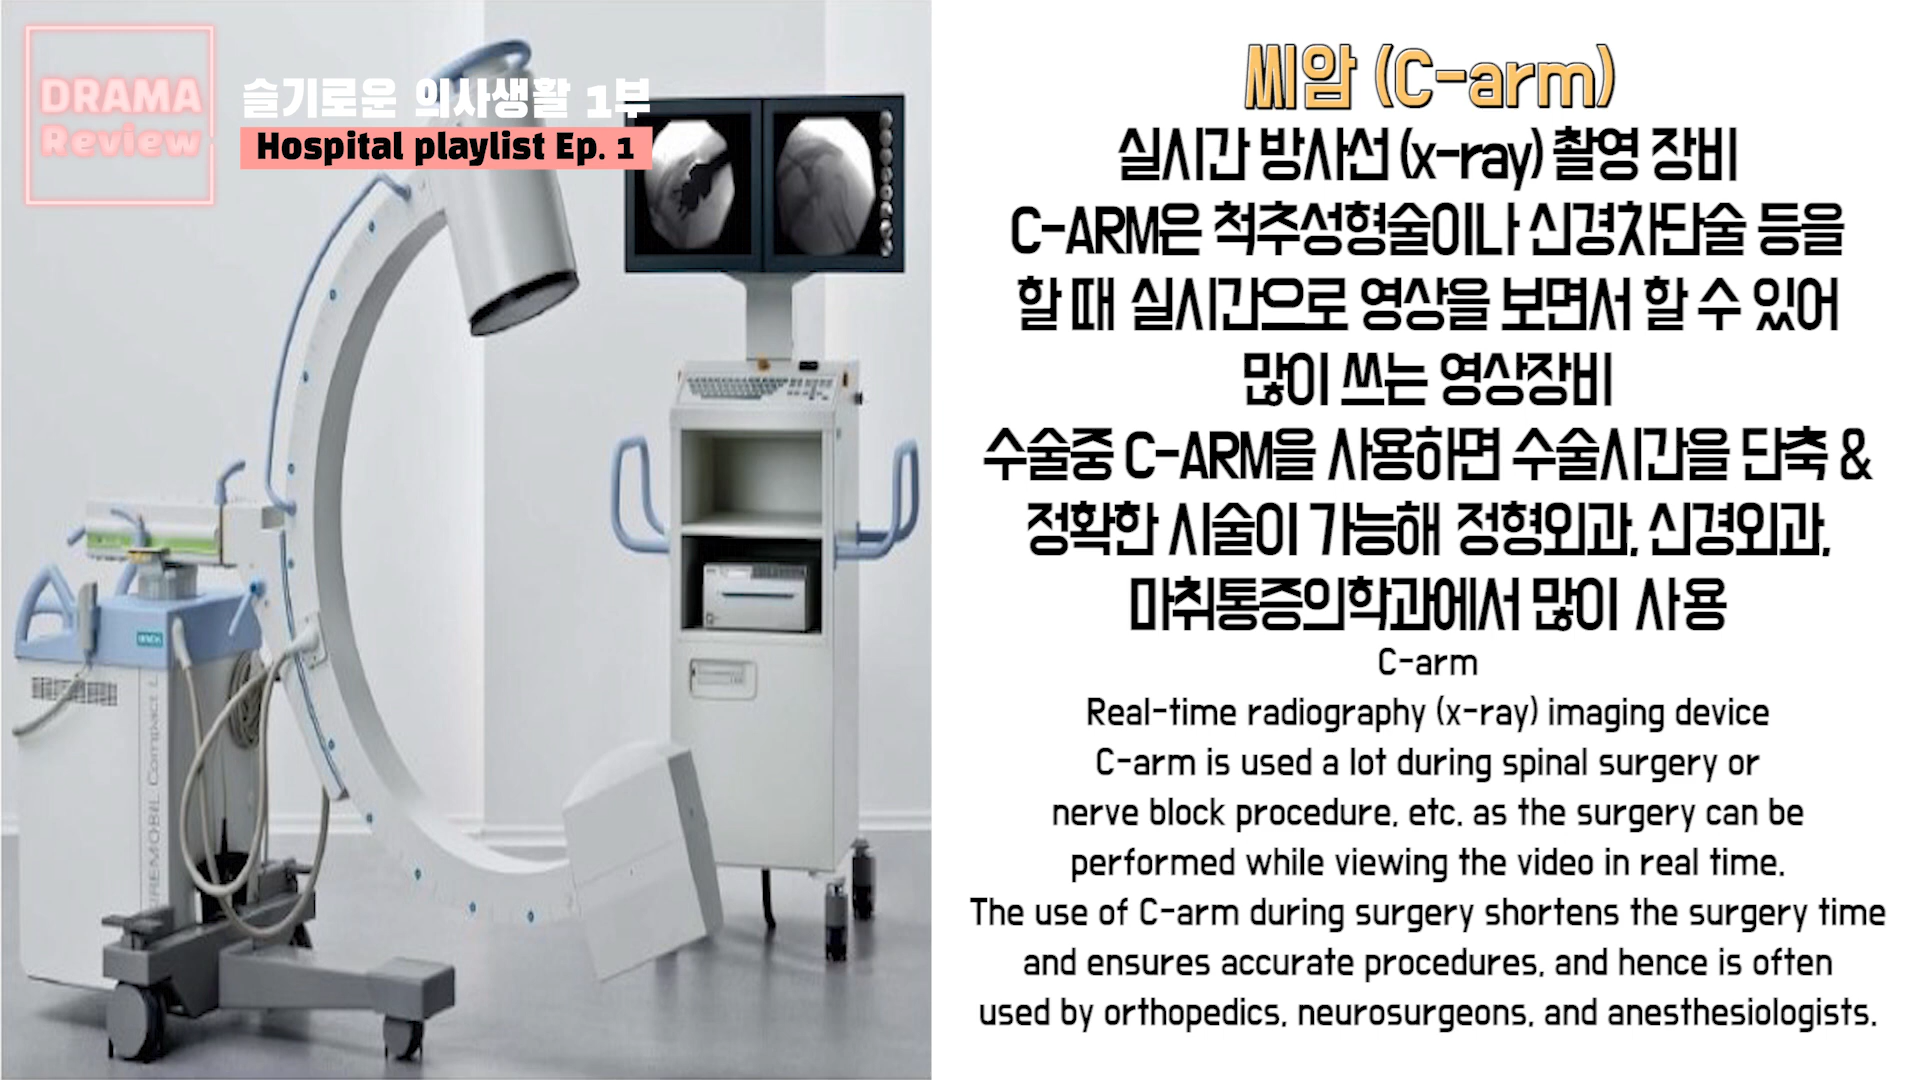 DRAMA
Review
슬기로운 의사생활 1부
Hospital playlist Ep. 1
SIEMENS
씨암 (C-arm)
실시간 방사선 (x-ray) 촬영 장비
C-ARM은 척추성형술이나 신경차단술 등을
할 때 실시간으로 영상을 보면서 할 수 있어
많이 쓰는 영상장비
수술중 C-ARM을 사용하면 수술시간을 단축 &
정확한 시술이 가능해 정형외과, 신경외과,
마취통증의학과에서 많이 사용
C-arm
Real-time radiography (x-ray) imaging device
C-arm is used a lot during spinal surgery or
nerve block procedure, etc. as the surgery can be
performed while viewing the video in real time.
The use of C-arm during surgery shortens the surgery time
and ensures accurate procedures, and hence is often
used by orthopedics, neurosurgeons, and anesthesiologists.